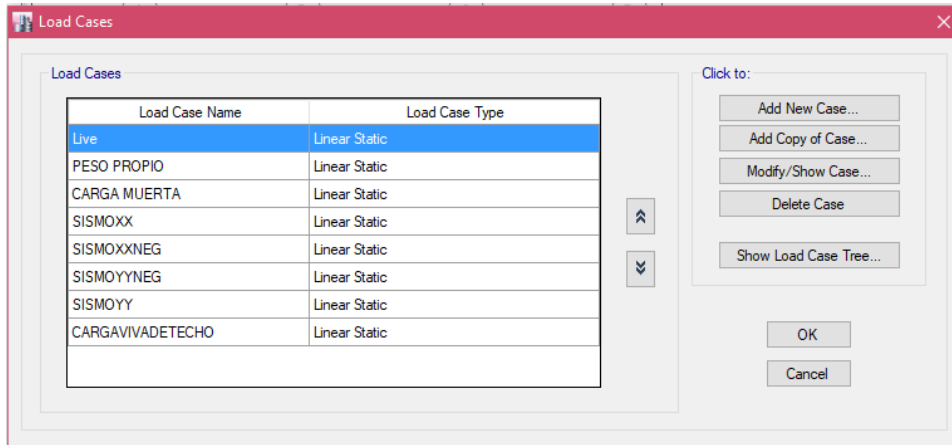 Load Cases
Load Cases
Click to:
Load Case Name Load Case Type
Live Linear Static
PESO PROPIO Linear Static
CARGA MUERTA Linear Static
SISMOXX Linear Static
SISMOXXNEG Linear Static
SISMOYYNEG Linear Static
SISMOYY Linear Static
CARGAVIVADETECHO Linear Static
Add New Case...
Add Copy of Case...
Modify/Show Case...
Delete Case
Show Load Case Tree...
OK
Cancel